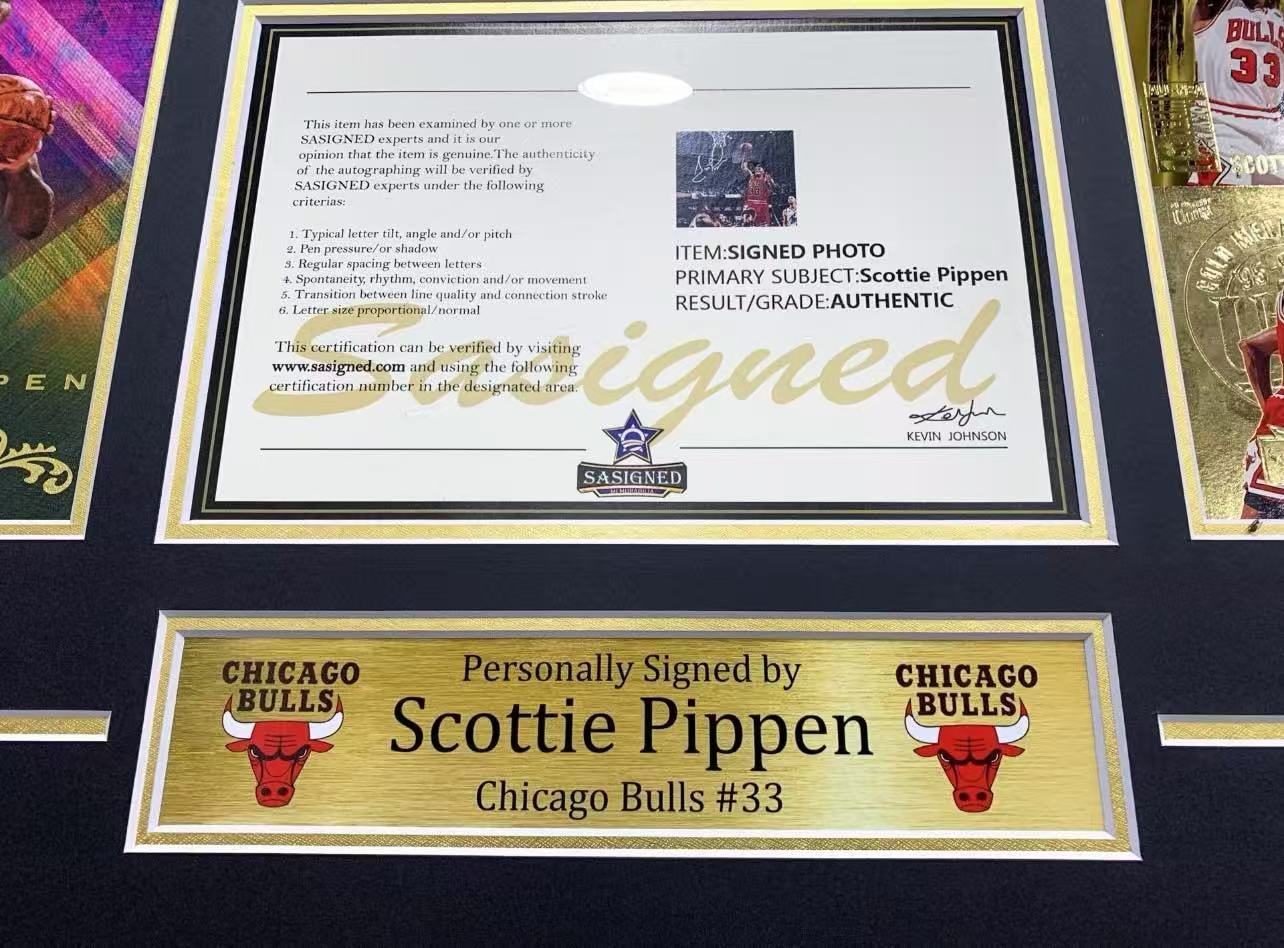 This item has been examined by one or more
SASIGNED experts and it is our
opinion that the item is genuine.The authenticity
of the autographing will be verified by
SASIGNED experts under the following
criterias:
1. Typical letter tilt, angle and/or pitch
2. Pen pressure/or shadow
3. Regular spacing between letters
4. Spontaneity, rhythm, conviction and/or movement
5. Transition between line quality and connection stroke
6. Letter size proportional/normal
This certification can be verified by visiting
www.sasigned.com and using the following
certification number in the designated area.
ITEM:SIGNED PHOTO
PRIMARY SUBJECT:Scottie Pippen
RESULT/GRADE:AUTHENTIC
Sasigned
KEVIN JOHNSON
SASIGNED
MEMORABILIA
PEN
BULLS
33
SCOT
CHICAGO
BULLS
Personally Signed by
Scottie Pippen
Chicago Bulls #33
CHICAGO
BULLS